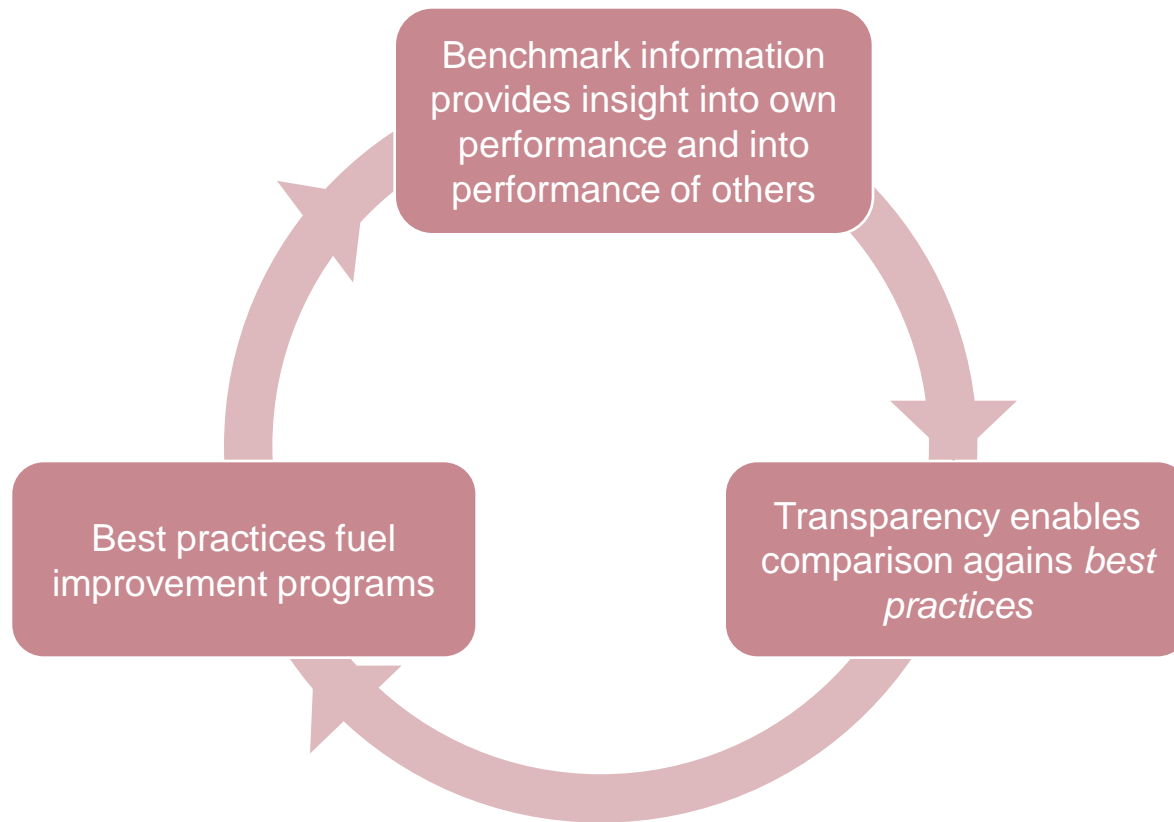 Benchmark information
provides insight into own
performance and into
performance of others
Transparency enables
comparison agains best
practices
Best practices fuel
improvement programs